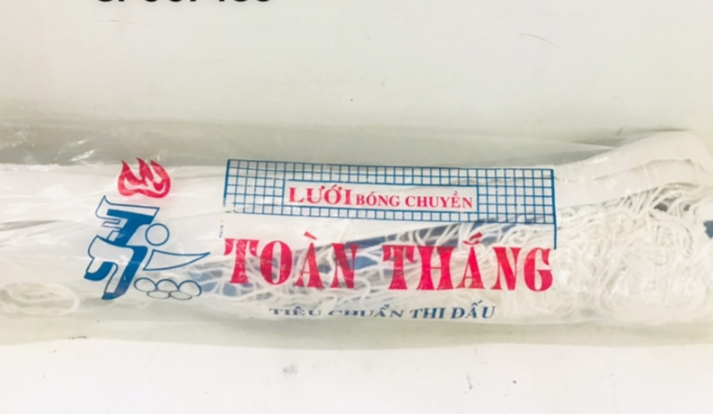 LƯỚI BÓNG CHUYỀN
TOÀN THẮNG
TIÊU CHUẨN THI ĐẤU